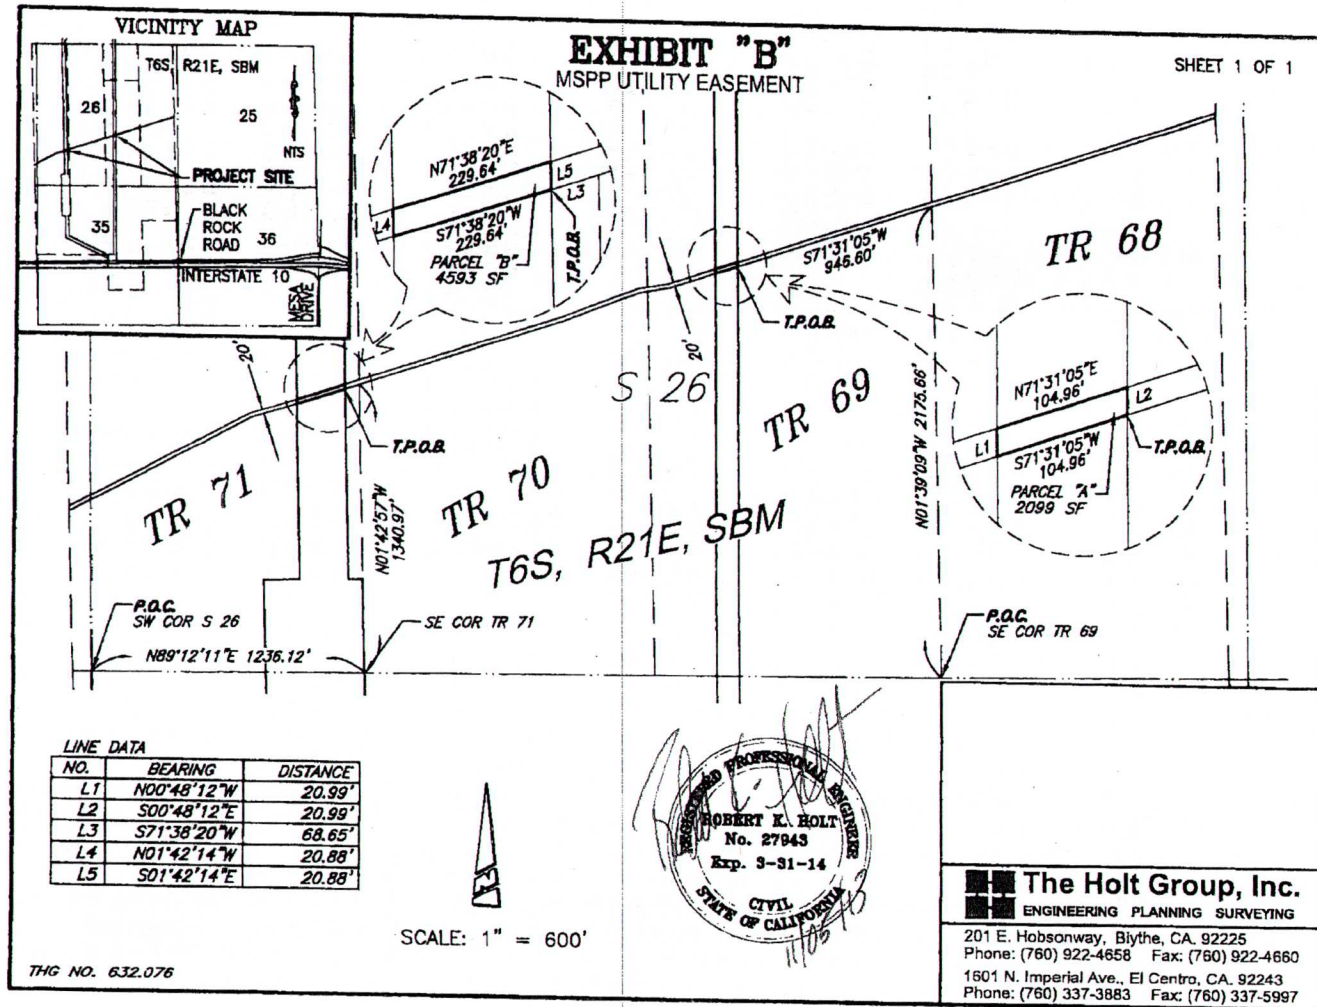 VICINITY MAP
T6S, R21E, SBM
26
25
NTS
PROJECT SITE
BLACK
ROCK
ROAD
35
36
INTERSTATE 10
MESA
DRIVE
EXHIBIT "B"
MSPP UTILITY EASEMENT
SHEET 1 OF 1
N71°38'20"E
229.64'
L5
L3
L4
S71°38'20"W
229.64'
PARCEL "B"
4593 SF
T.P.O.B.
S71°31'05"W
946.60'
TR 68
T.P.O.B.
20'
20'
S 26
TR 69
N01°39'09"W 2175.66'
N71°31'05"E
104.96'
L2
L1
S71°31'05"W
104.96'
T.P.O.B.
PARCEL "A"
2099 SF
T.P.O.B.
TR 71
TR 70
N01°42'57"W
1340.97'
T6S, R21E, SBM
P.O.C.
SW COR S 26
SE COR TR 71
P.O.C.
SE COR TR 69
N89°12'11"E 1236.12'
LINE DATA
NO. BEARING DISTANCE
L1 N00°48'12"W 20.99'
L2 S00°48'12"E 20.99'
L3 S71°38'20"W 68.65'
L4 N01°42'14"W 20.88'
L5 S01°42'14"E 20.88'
SCALE: 1" = 600'
REGISTERED PROFESSIONAL ENGINEER
ROBERT K. HOLT
No. 27943
Exp. 3-31-14
CIVIL
STATE OF CALIFORNIA
THG NO. 632.076
The Holt Group, Inc.
ENGINEERING PLANNING SURVEYING
201 E. Hobsonway, Blythe, CA. 92225
Phone: (760) 922-4658 Fax: (760) 922-4660
1601 N. Imperial Ave., El Centro, CA. 92243
Phone: (760) 337-3883 Fax: (760) 337-5997